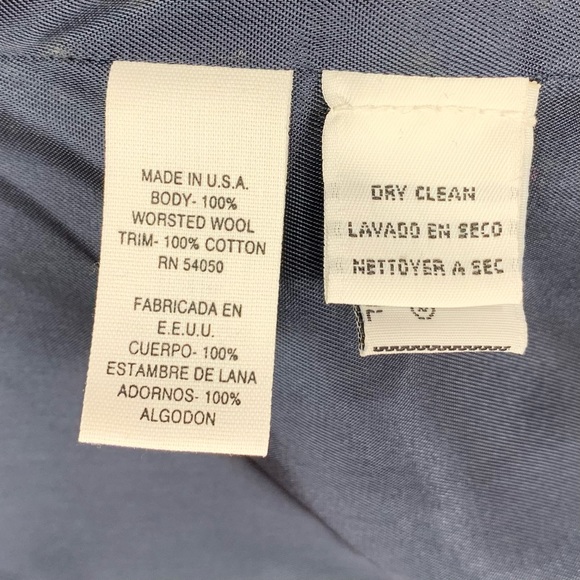 MADE IN U.S.A.
BODY- 100%
WORSTED WOOL
TRIM- 100% COTTON
RN 54050
FABRICADA EN
E.E.U.U.
CUERPO- 100%
ESTAMBRE DE LANA
ADORNOS- 100%
ALGODON
DRY CLEAN
LAVADO EN SECO
NETTOYER A SEC